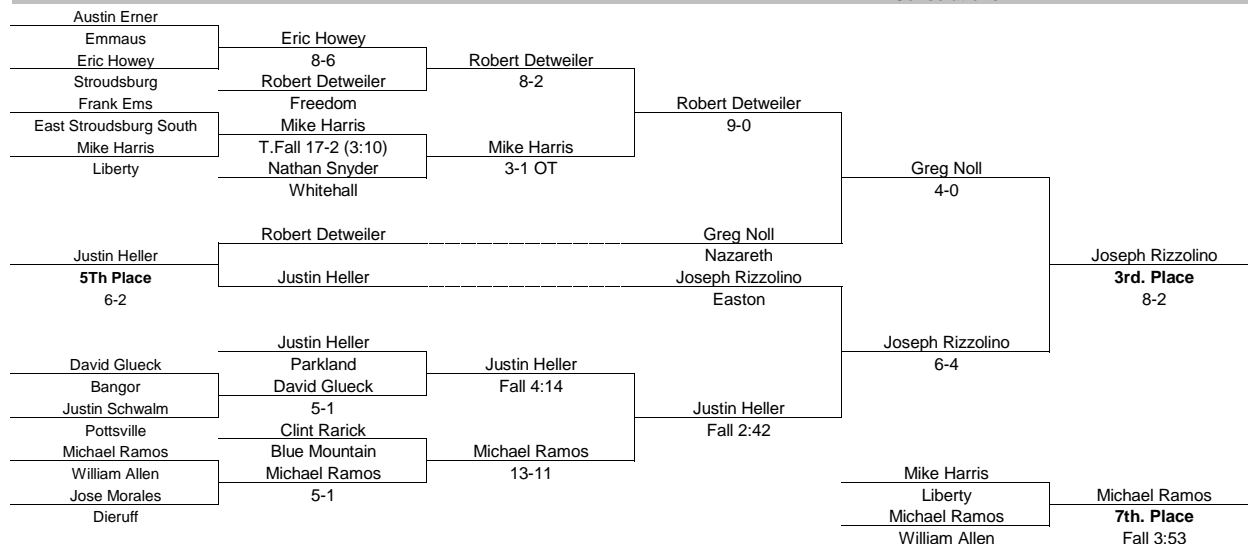 Austin Erner
Emmaus Eric Howey
Eric Howey 8-6 Robert Detweiler
Stroudsburg Robert Detweiler 8-2
Frank Ems Freedom Robert Detweiler
East Stroudsburg South Mike Harris 9-0
Mike Harris T.Fall 17-2 (3:10) Mike Harris
Liberty Nathan Snyder 3-1 OT Greg Noll
Whitehall 4-0
Robert Detweiler Greg Noll
Justin Heller Nazareth Joseph Rizzolino
5Th Place Justin Heller Joseph Rizzolino 3rd. Place
6-2 Easton 8-2
Justin Heller Joseph Rizzolino
David Glueck Parkland Justin Heller 6-4
Bangor David Glueck Fall 4:14
Justin Schwalm 5-1 Justin Heller
Pottsville Clint Rarick Fall 2:42
Michael Ramos Blue Mountain Michael Ramos
William Allen Michael Ramos 13-11 Mike Harris
Jose Morales 5-1 Liberty Michael Ramos
Dieruff Michael Ramos 7th. Place
William Allen Fall 3:53